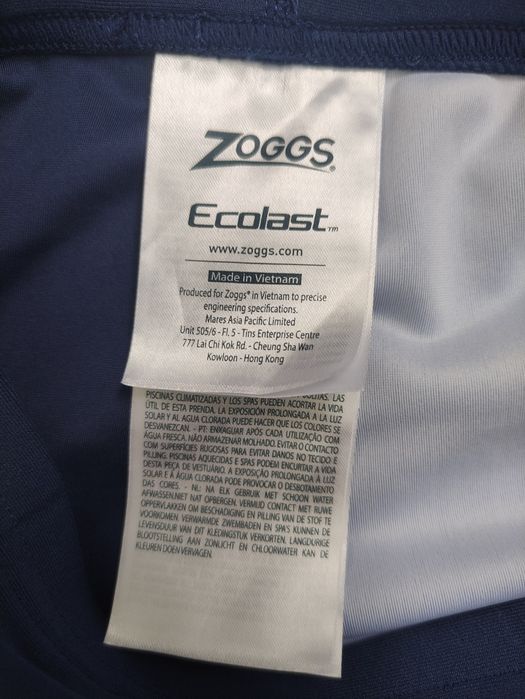 ZOGGS®
Ecolast™
www.zoggs.com
Made in Vietnam
Produced for Zoggs® in Vietnam to precise
engineering specifications.
Mares Asia Pacific Limited
Unit 505/6 - Fl. 5 - Tins Enterprise Centre
777 Lai Chi Kok Rd. - Cheung Sha Wan
Kowloon - Hong Kong
LAS
PISCINAS CLIMATIZADAS Y LOS SPAS PUEDEN ACORTAR LA VIDA
ÚTIL DE ESTA PRENDA. LA EXPOSICIÓN PROLONGADA A LA LUZ
SOLAR Y AL AGUA CLORADA PUEDE HACER QUE LOS COLORES SE
DESVANEZCAN. - PT: ENXAGUAR APÓS CADA UTILIZAÇÃO COM
ÁGUA FRESCA. NÃO ARMAZENAR MOLHADO. EVITAR O CONTACTO
COM SUPERFÍCIES RUGOSAS PARA EVITAR DANOS NO TECIDO E
PILLING. PISCINAS AQUECIDAS E SPAS PODEM ENCURTAR A VIDA
DESTA PEÇA DE VESTUÁRIO. A EXPOSIÇÃO PROLONGADA À LUZ
SOLAR E À ÁGUA CLORADA PODE PROVOCAR O DESBOTAMENTO
DAS CORES. - NL: NA ELK GEBRUIK MET SCHOON WATER
AFWASSEN.NIET NAT OPBERGEN. VERMIJD CONTACT MET RUWE
OPPERVLAKKEN OM BESCHADIGING EN PILLING VAN DE STOF TE
VOORKOMEN. VERWARMDE ZWEMBADEN EN SPA'S KUNNEN DE
LEVENSDUUR VAN DIT KLEDINGSTUK VERKORTEN. LANGDURIGE
BLOOTSTELLING AAN ZONLICHT EN CHLOORWATER KAN DE
KLEUREN DOEN VERVAGEN.